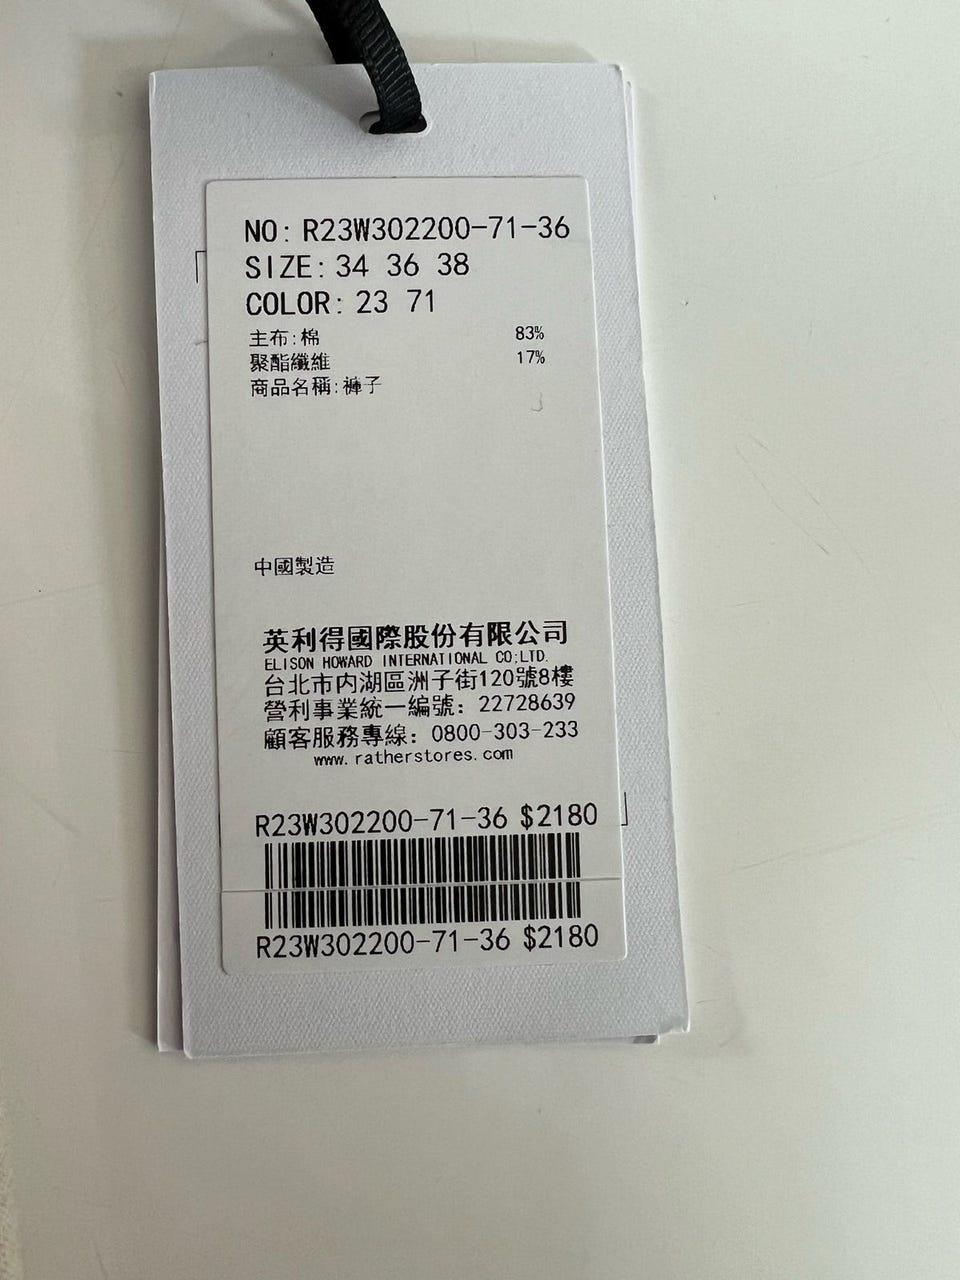 NO: R23W302200-71-36
SIZE: 34 36 38
COLOR: 23 71
主布:棉 83%
聚酯纖維 17%
商品名稱:褲子
中國製造
英利得國際股份有限公司
ELISON HOWARD INTERNATIONAL CO;LTD.
台北市内湖區洲子街120號8樓
營利事業統一編號: 22728639
顧客服務專線: 0800-303-233
www.ratherstores.com
R23W302200-71-36 $2180
R23W302200-71-36 $2180